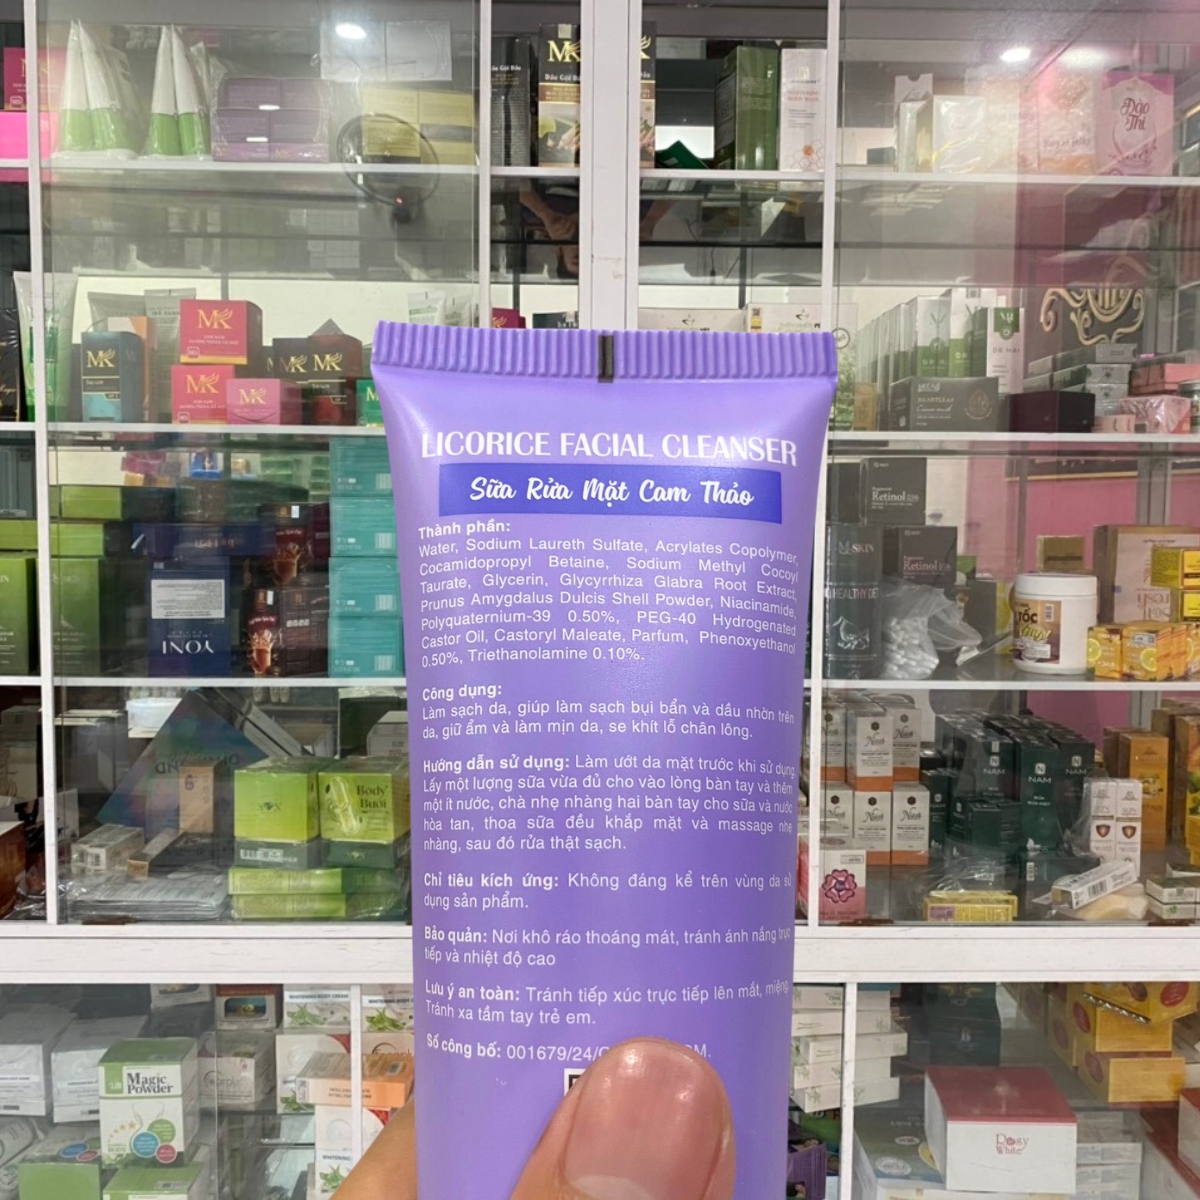 MK
MK
Đào
Thi
MK
MK
MK
MK
MK
MK
LICORICE FACIAL CLEANSER
Sữa Rửa Mặt Cam Thảo
Thành phần:
Water, Sodium Laureth Sulfate, Acrylates Copolymer,
Cocamidopropyl Betaine, Sodium Methyl Cocoyl
Taurate, Glycerin, Glycyrrhiza Glabra Root Extract,
Prunus Amygdalus Dulcis Shell Powder, Niacinamide,
Polyquaternium-39 0.50%, PEG-40 Hydrogenated
Castor Oil, Castoryl Maleate, Parfum, Phenoxyethanol
0.50%, Triethanolamine 0.10%.
Công dụng:
Làm sạch da, giúp làm sạch bụi bẩn và dầu nhờn trên
da, giữ ẩm và làm mịn da, se khít lỗ chân lông.
Hướng dẫn sử dụng: Làm ướt da mặt trước khi sử dụng
Lấy một lượng sữa vừa đủ cho vào lòng bàn tay và thêm
một ít nước, chà nhẹ nhàng hai bàn tay cho sữa và nước
hòa tan, thoa sữa đều khắp mặt và massage nhẹ
nhàng, sau đó rửa thật sạch.
Chỉ tiêu kích ứng: Không đáng kể trên vùng da sử
dụng sản phẩm.
Bảo quản: Nơi khô ráo thoáng mát, tránh ánh nắng trực
tiếp và nhiệt độ cao
Lưu ý an toàn: Tránh tiếp xúc trực tiếp lên mắt, miệng.
Tránh xa tầm tay trẻ em.
Số công bố: 001679/24/
Retinol
Retinol
YONI
TÓC
Body
Bưởi
NAM
NAM
Magic
Powder
Rosy
White